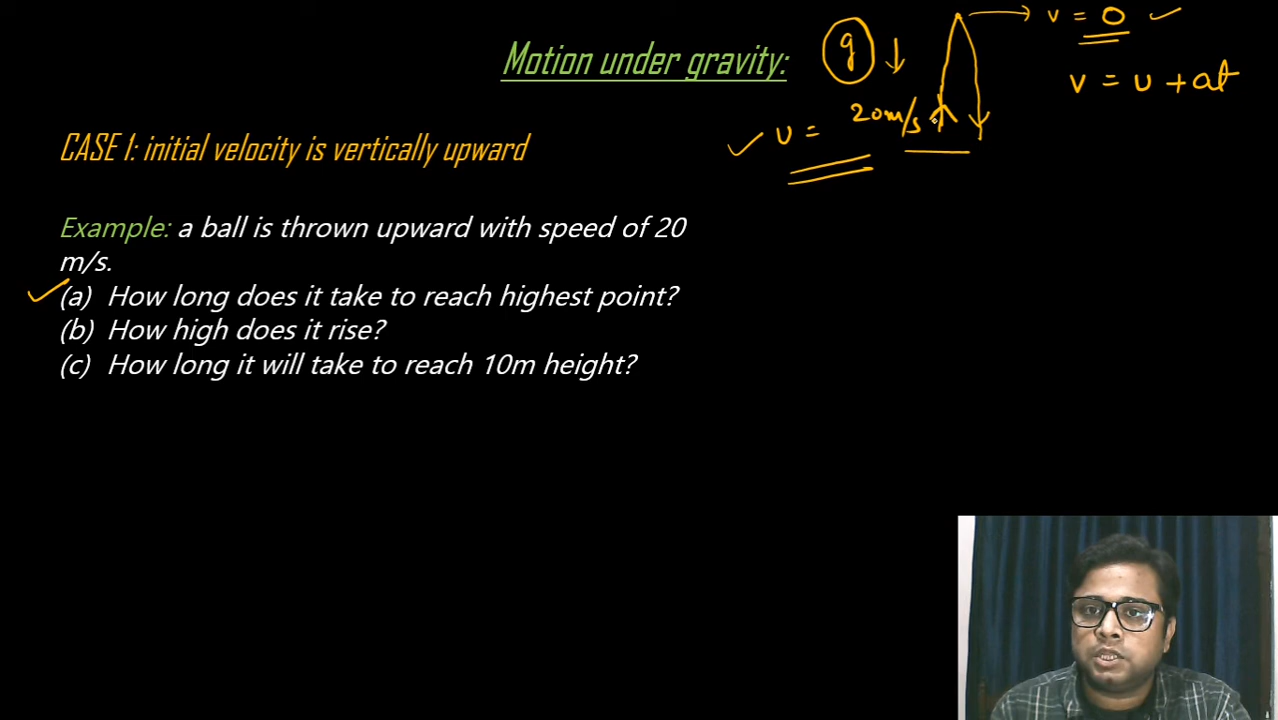 Motion under gravity:
g ↓
v = 0
v = u + at
u = 20m/s
CASE 1: initial velocity is vertically upward
Example: a ball is thrown upward with speed of 20
m/s.
(a) How long does it take to reach highest point?
(b) How high does it rise?
(c) How long it will take to reach 10m height?